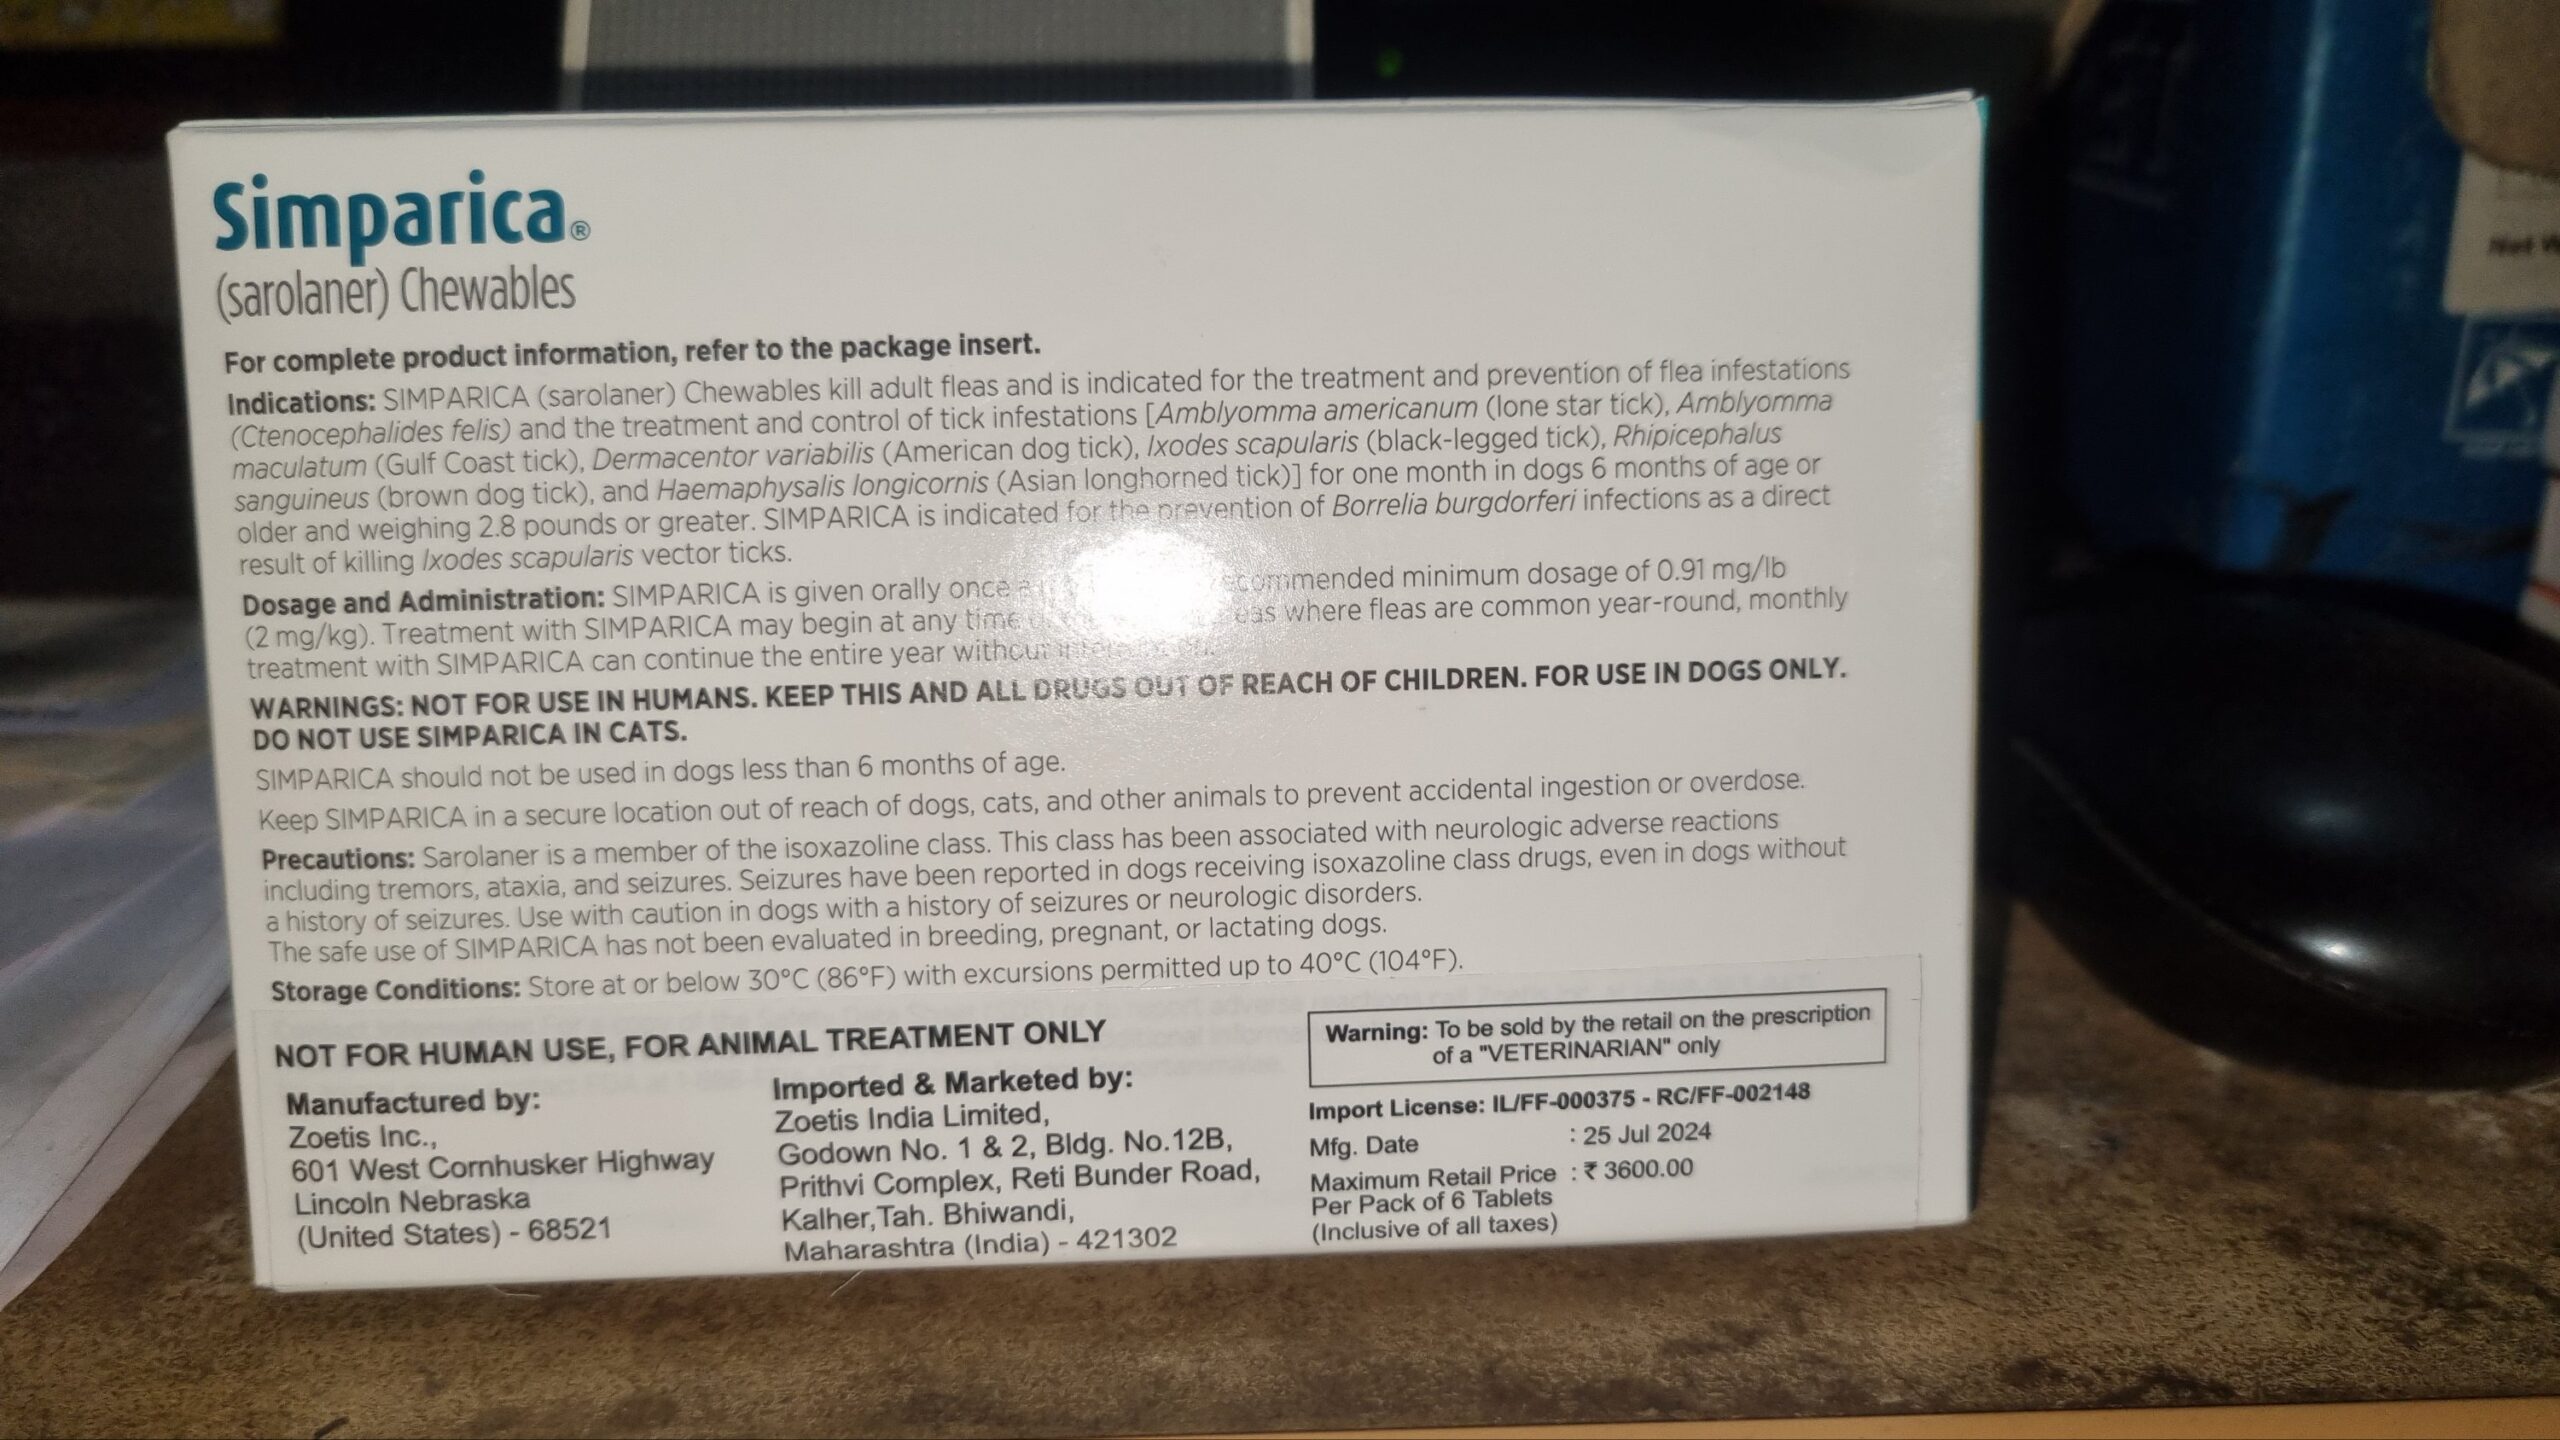 Simparica®
(sarolaner) Chewables
For complete product information, refer to the package insert.
Indications: SIMPARICA (sarolaner) Chewables kill adult fleas and is indicated for the treatment and prevention of flea infestations
(Ctenocephalides felis) and the treatment and control of tick infestations [Amblyomma americanum (lone star tick), Amblyomma
maculatum (Gulf Coast tick), Dermacentor variabilis (American dog tick), Ixodes scapularis (black-legged tick), Rhipicephalus
sanguineus (brown dog tick), and Haemaphysalis longicornis (Asian longhorned tick)] for one month in dogs 6 months of age or
older and weighing 2.8 pounds or greater. SIMPARICA is indicated for the prevention of Borrelia burgdorferi infections as a direct
result of killing Ixodes scapularis vector ticks.
Dosage and Administration: SIMPARICA is given orally once a minimum dosage of 0.91 mg/lb
(2 mg/kg). Treatment with SIMPARICA may begin at any time where fleas are common year-round, monthly
treatment with SIMPARICA can continue the entire year without
WARNINGS: NOT FOR USE IN HUMANS. KEEP THIS AND ALL DRUGS OUT OF REACH OF CHILDREN. FOR USE IN DOGS ONLY.
DO NOT USE SIMPARICA IN CATS.
SIMPARICA should not be used in dogs less than 6 months of age.
Keep SIMPARICA in a secure location out of reach of dogs, cats, and other animals to prevent accidental ingestion or overdose.
Precautions: Sarolaner is a member of the isoxazoline class. This class has been associated with neurologic adverse reactions
including tremors, ataxia, and seizures. Seizures have been reported in dogs receiving isoxazoline class drugs, even in dogs without
a history of seizures. Use with caution in dogs with a history of seizures or neurologic disorders.
The safe use of SIMPARICA has not been evaluated in breeding, pregnant, or lactating dogs.
Storage Conditions: Store at or below 30°C (86°F) with excursions permitted up to 40°C (104°F).
NOT FOR HUMAN USE, FOR ANIMAL TREATMENT ONLY
Manufactured by:
Zoetis Inc.,
601 West Cornhusker Highway
Lincoln Nebraska
(United States) - 68521
Imported & Marketed by:
Zoetis India Limited,
Godown No. 1 & 2, Bldg. No.12B,
Prithvi Complex, Reti Bunder Road,
Kalher,Tah. Bhiwandi,
Maharashtra (India) - 421302
Warning: To be sold by the retail on the prescription
of a "VETERINARIAN" only
Import License: IL/FF-000375 - RC/FF-002148
Mfg. Date : 25 Jul 2024
Maximum Retail Price : ₹ 3600.00
Per Pack of 6 Tablets
(Inclusive of all taxes)
Net